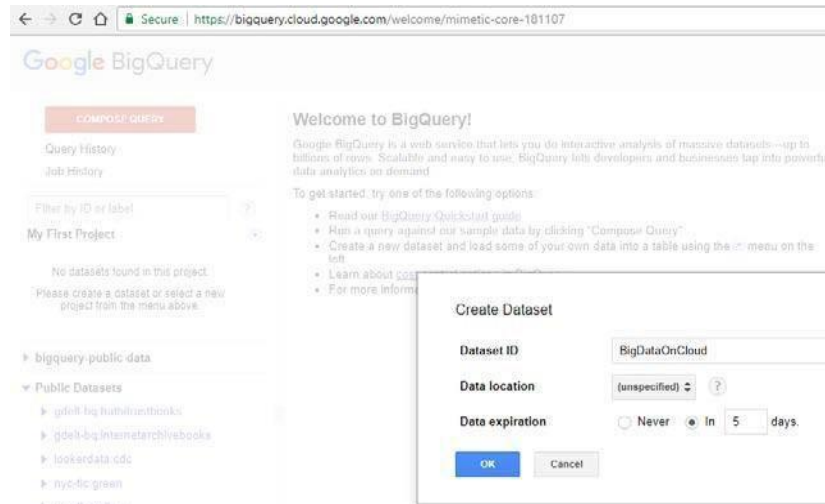 Secure | https://bigquery.cloud.google.com/welcome/mimetic-core-181107
Google BigQuery
COMPOSE QUERY
Query History
Job History
Filter by ID or label ?
My First Project
No datasets found in this project.
Please create a dataset or select a new
project from the menu above.
bigquery-public-data
Public Datasets
gdelt-bq:hathitrustbooks
gdelt-bq:internetarchivebooks
lookerdata:cdc
nyc-tlc:green
Welcome to BigQuery!
Google BigQuery is a web service that lets you do interactive analysis of massive datasets—up to
billions of rows. Scalable and easy to use, BigQuery lets developers and businesses tap into powerful
data analytics on demand
To get started, try one of the following options:
Read our BigQuery Quickstart guide
Run a query against our sample data by clicking "Compose Query"
Create a new dataset and load some of your own data into a table using the menu on the
left
Learn about
For more
Create Dataset
Dataset ID BigDataOnCloud
Data location (unspecified) ?
Data expiration Never In 5 days.
OK Cancel